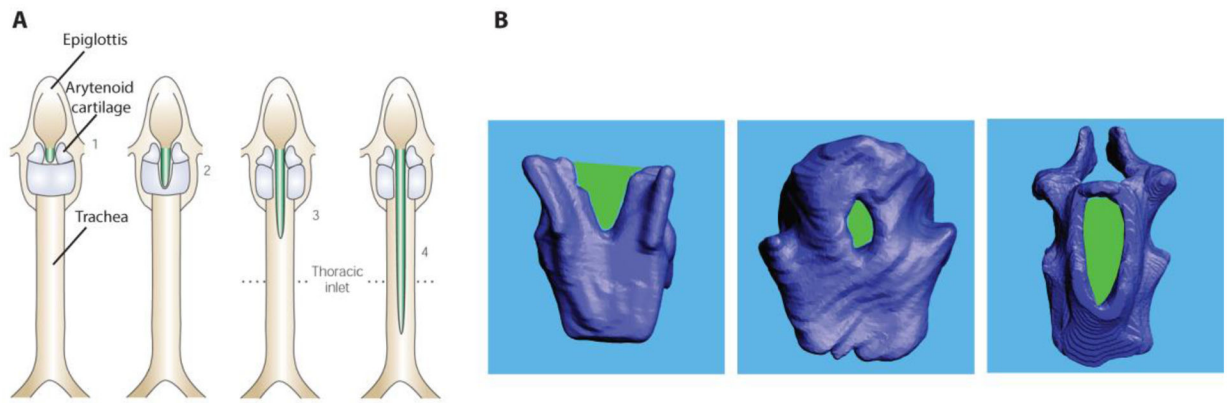 A
Epiglottis
Arytenoid
cartilage
1
2
Trachea
3
4
Thoracic
inlet
B